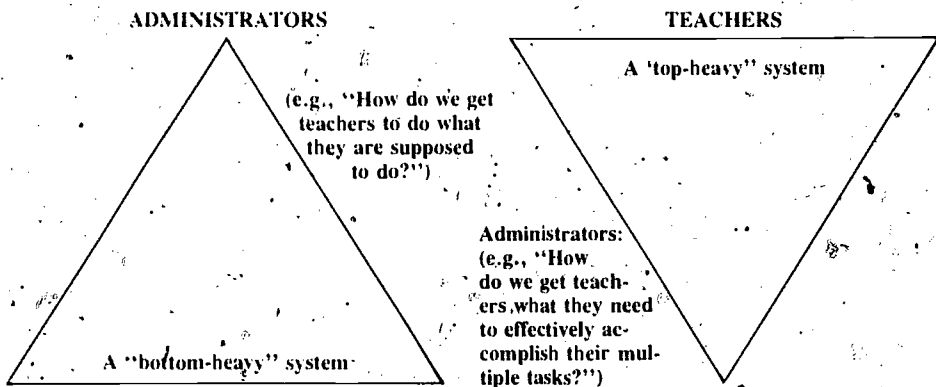 ADMINISTRATORS
(e.g., "How do we get
teachers to do what
they are supposed
to do?")
A "bottom-heavy" system
TEACHERS
A 'top-heavy" system
Administrators:
(e.g., "How
do we get teach-
ers what they need
to effectively ac-
complish their mul-
tiple tasks?")